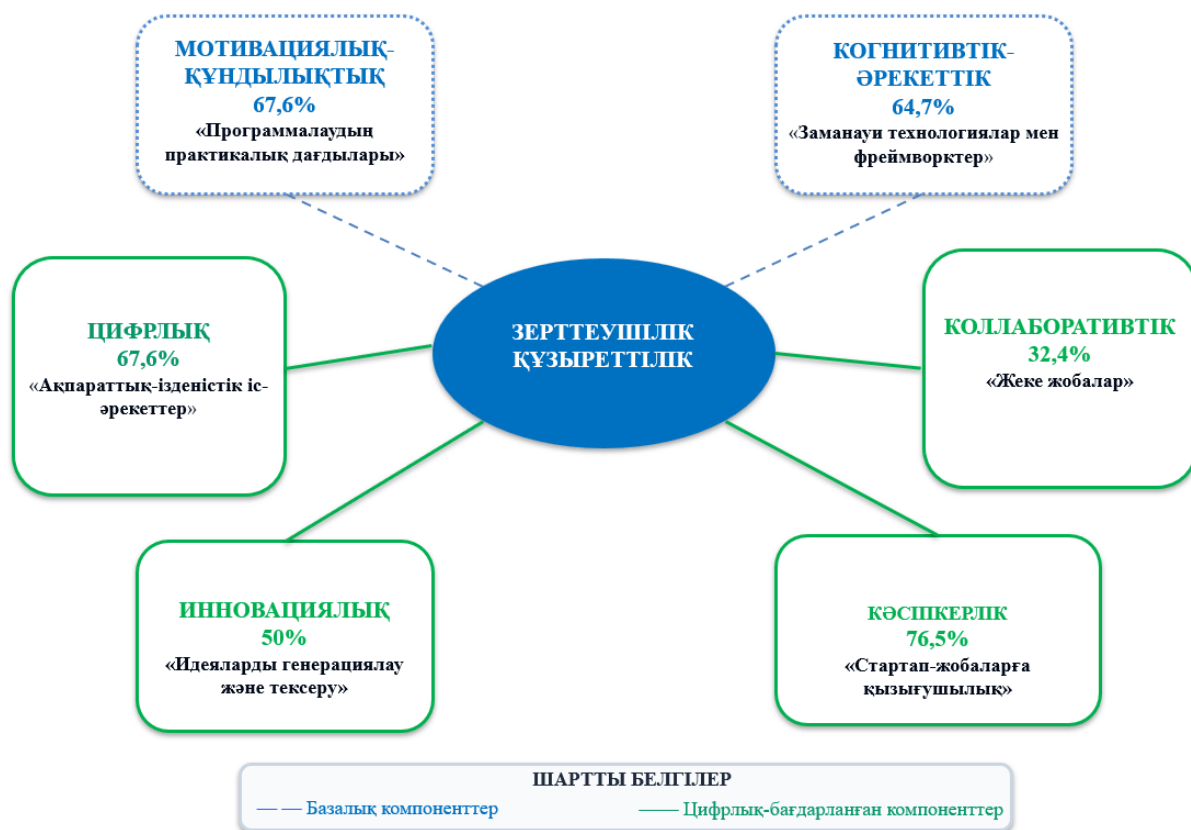 МОТИВАЦИЯЛЫҚ-
ҚҰНДЫЛЫҚТЫҚ
67,6%
«Программалаудың
практикалық дағдылары»
КОГНИТИВТІК-
ӘРЕКЕТТІК
64,7%
«Заманауи технологиялар мен
фреймворктер»
ЦИФРЛЫҚ
67,6%
«Ақпараттық-ізденістік іс-
әрекеттер»
ЗЕРТТЕУШІЛІК
ҚҰЗЫРЕТТІЛІК
КОЛЛАБОРАТИВТІК
32,4%
«Жеке жобалар»
ИННОВАЦИЯЛЫҚ
50%
«Идеяларды генерациялау
және тексеру»
КӘСІПКЕРЛІК
76,5%
«Стартап-жобаларға
қызығушылық»
ШАРТТЫ БЕЛГІЛЕР
— — Базалық компоненттер
—— Цифрлық-бағдарланған компоненттер